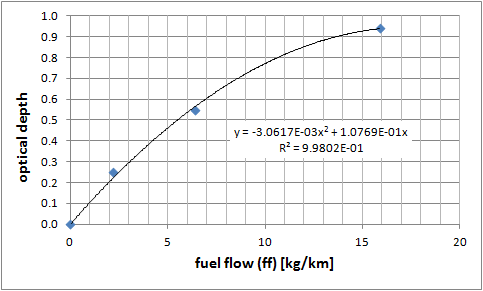 1.0
0.9
0.8
0.7
0.6
0.5
0.4
0.3
0.2
0.1
0.0
optical depth
y = -3.0617E-03x² + 1.0769E-01x
R² = 9.9802E-01
0 5 10 15 20
fuel flow (ff) [kg/km]